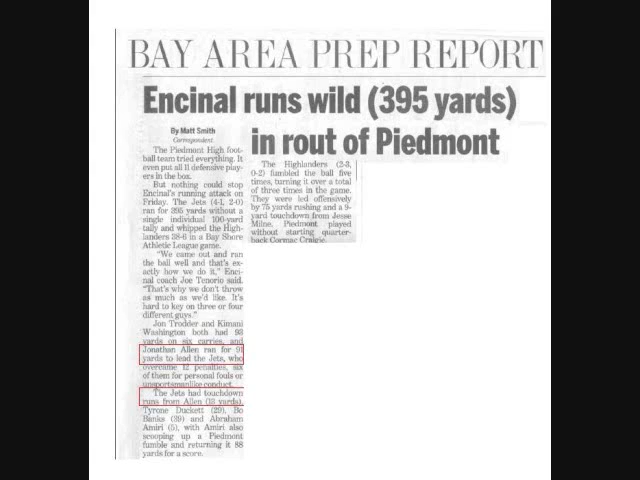 BAY AREA PREP REPORT
Encinal runs wild (395 yards)
in rout of Piedmont
By Matt Smith
Correspondent
The Piedmont High foot-
ball team tried everything. It
even put all 11 defensive play-
ers in the box.
But nothing could stop
Encinal's running attack on
Friday. The Jets (4-1, 2-0)
ran for 395 yards without a
single individual 100-yard
tally and whipped the High-
landers 38-6 in a Bay Shore
Athletic League game.
"We came out and ran
the ball well and that's ex-
actly how we do it," Enci-
nal coach Joe Tenorio said.
"That's why we don't throw
as much as we'd like. It's
hard to key on three or four
different guys."
Jon Trodder and Kimani
Washington both had 93
yards on six carries, and
Jonathan Allen ran for 91
yards to lead the Jets, who
overcame 12 penalties, six
of them for personal fouls or
unsportsmanlike conduct.
The Jets had touchdown
runs from Allen (13 yards),
Tyrone Duckett (29), Bo
Banks (39) and Abraham
Amiri (5), with Amiri also
scooping up a Piedmont
fumble and returning it 88
yards for a score.
The Highlanders (2-3,
0-2) fumbled the ball five
times, turning it over a total
of three times in the game.
They were led offensively
by 75 yards rushing and a 9-
yard touchdown from Jesse
Milne. Piedmont played
without starting quarter-
back Cormac Craigie.